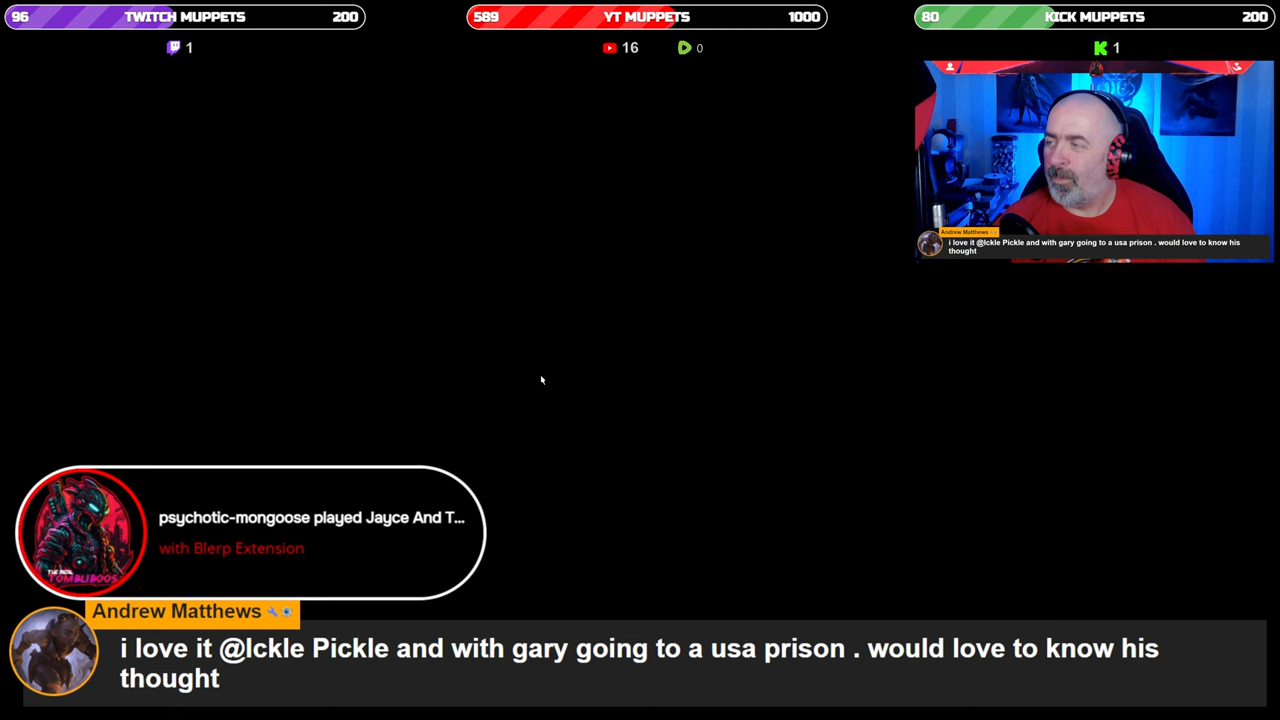 96 TWITCH MUPPETS 200
589 YT MUPPETS 1000
80 KICK MUPPETS 200
1
16
0
1
Andrew Matthews
i love it @Ickle Pickle and with gary going to a usa prison . would love to know his
thought
psychotic-mongoose played Jayce And T...
with Blerp Extension
THE REAL
TOMBLIBOOS
Andrew Matthews
i love it @Ickle Pickle and with gary going to a usa prison . would love to know his
thought